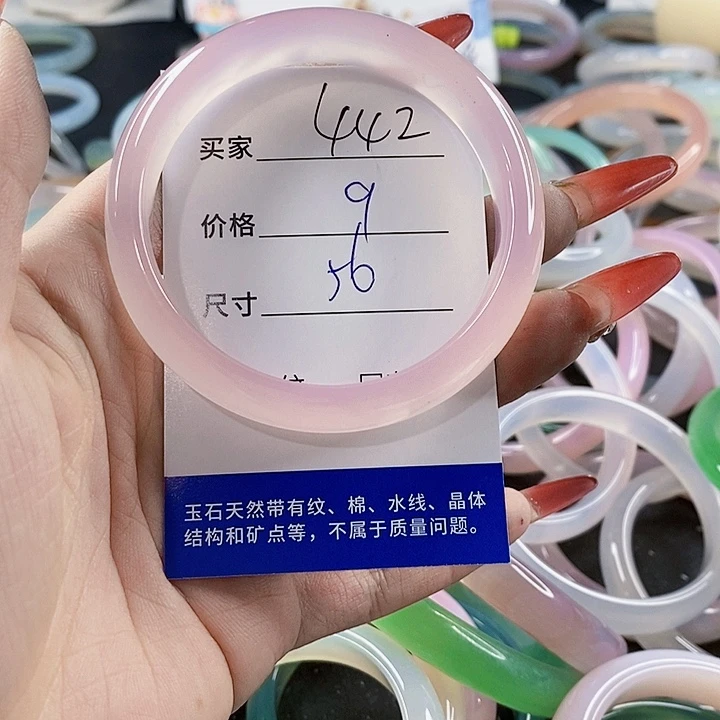 买家 442
价格 9
尺寸 56
玉石天然带有纹、棉、水线、晶体
结构和矿点等，不属于质量问题。